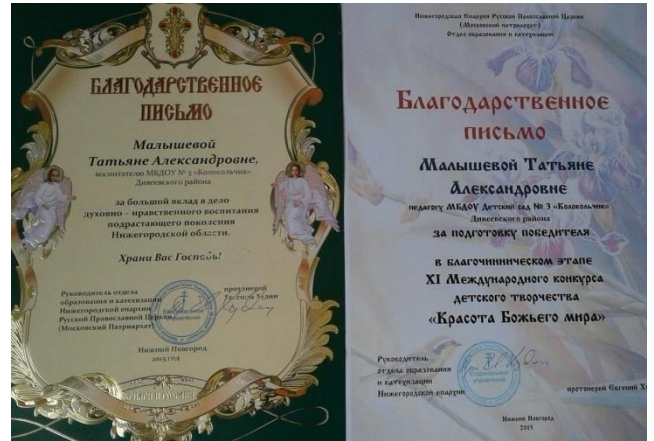 БЛАГОДАРСТВЕННОЕ
ПИСЬМО
Малышевой
Татьяне Александровне,
воспитателю МБДОУ № 3 «Колокольчик»
Дивеевского района
за большой вклад в дело
духовно - нравственного воспитания
подрастающего поколения
Нижегородской области.
Храни Вас Господь!
Руководитель отдела
образования и катехизации
Нижегородской епархии
Русской Православной Церкви
(Московский Патриархат)
протоиерей
Евгений Худин
Нижний Новгород
2015 год
Нижегородская Епархия Русской Православной Церкви
(Московский патриархат)
Отдел образования и катехизации
Благодарственное
письмо
Малышевой Татьяне
Александровне
педагогу МБДОУ Детский сад № 3 «Колокольчик»
Дивеевского района
за подготовку победителя
в благочинническом этапе
XI Международного конкурса
детского творчества
«Красота Божьего мира»
Руководитель
отдела образования
и катехизации
Нижегородской епархии
протоиерей Евгений
Нижний Новгород
2015